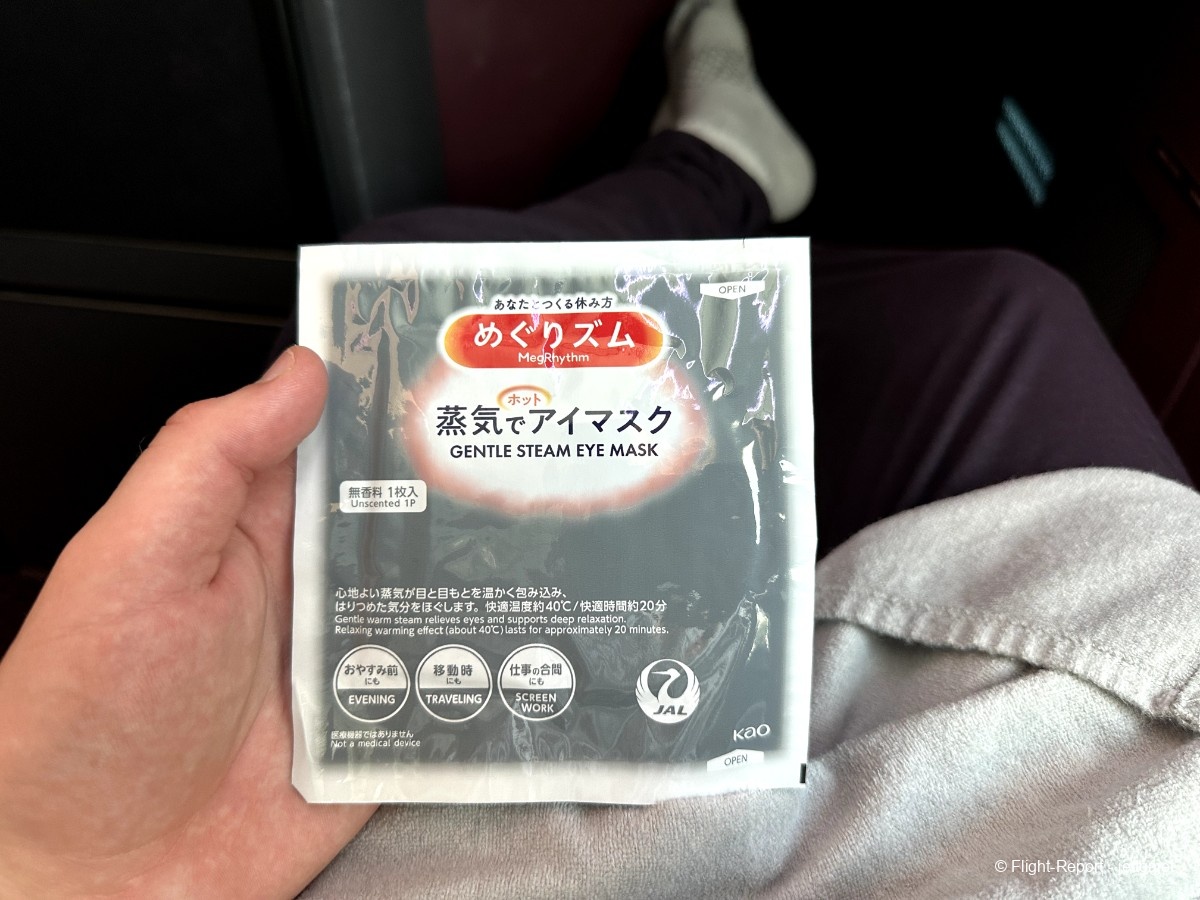 OPEN
あなたとつくる休み方
めぐりズム
MegRhythm
ホット
蒸気でアイマスク
GENTLE STEAM EYE MASK
無香料 1枚入
Unscented 1P
心地よい蒸気が目と目もとを温かく包み込み、
はりつめた気分をほぐします。快適温度約40℃/快適時間約20分
Gentle warm steam relieves eyes and supports deep relaxation.
Relaxing warming effect (about 40℃) lasts for approximately 20 minutes.
おやすみ前
にも
EVENING
移動時
にも
TRAVELING
仕事の合間
にも
SCREEN
WORK
JAL
医療機器ではありません
Not a medical device
Kao
OPEN
© Flight-Report